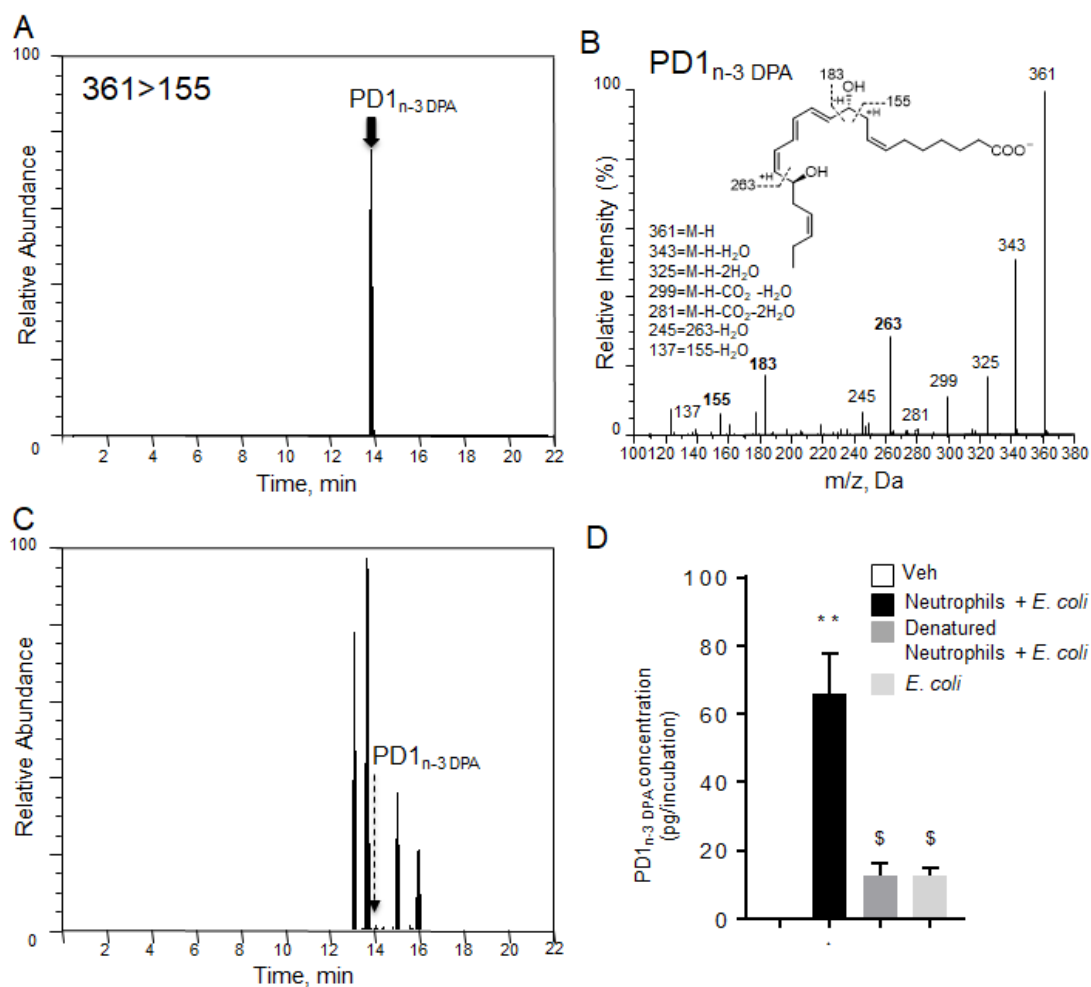 A
100
361>155
PD1n-3 DPA
Relative Abundance
0
0 2 4 6 8 10 12 14 16 18 20 22
Time, min
B
PD1n-3 DPA
100
183
OH
-H
+H
155
361
COO⁻
+H
OH
263
361=M-H
343=M-H-H₂O
325=M-H-2H₂O
299=M-H-CO₂ -H₂O
281=M-H-CO₂-2H₂O
245=263-H₂O
137=155-H₂O
343
263
183
325
299
245
155
137
281
Relative Intensity (%)
0
100 120 140 160 180 200 220 240 260 280 300 320 340 360 380
m/z, Da
C
100
PD1n-3 DPA
Relative Abundance
0
2 4 6 8 10 12 14 16 22
Time, min
D
Veh
Neutrophils + E. coli
Denatured
Neutrophils + E. coli
E. coli
100
80
60
40
20
0
**
$ $
PD1n-3 DPA concentration
(pg/incubation)